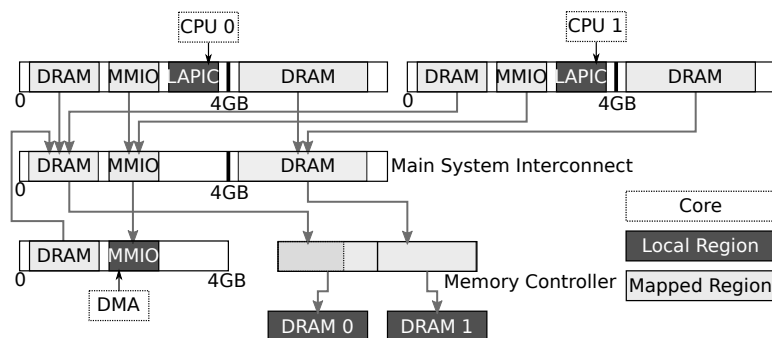 CPU 0
CPU 1
DRAM MMIO LAPIC DRAM
DRAM MMIO LAPIC DRAM
0 4GB
0 4GB
DRAM MMIO DRAM Main System Interconnect
0 4GB
Core
DRAM MMIO
Local Region
0 4GB
Memory Controller
Mapped Region
DMA
DRAM 0 DRAM 1